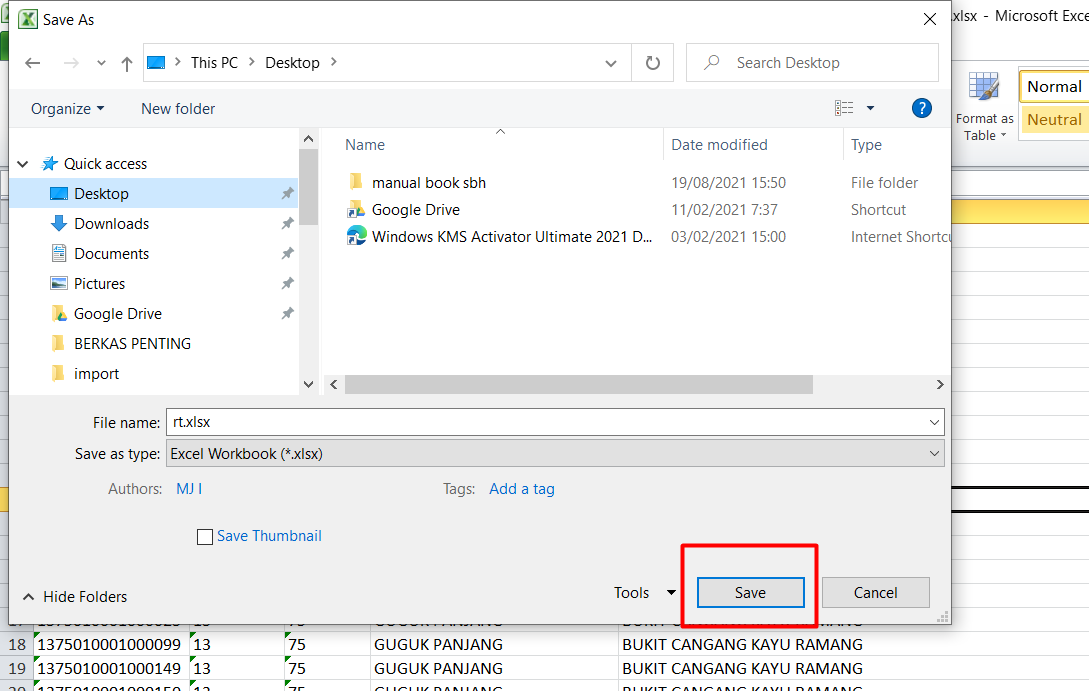 Save As
.xlsx - Microsoft Exce
This PC > Desktop >
Search Desktop
Organize
New folder
?
Format as
Table
Normal
Neutral
Name
Date modified
Type
Quick access
Desktop
Downloads
Documents
Pictures
Google Drive
BERKAS PENTING
import
manual book sbh 19/08/2021 15:50 File folder
Google Drive 11/02/2021 7:37 Shortcut
Windows KMS Activator Ultimate 2021 D... 03/02/2021 15:00 Internet Shortcu
File name: rt.xlsx
Save as type: Excel Workbook (*.xlsx)
Authors: MJ I
Tags: Add a tag
Save Thumbnail
Hide Folders
Tools
Save
Cancel
18 1375010001000099 13 75 GUGUK PANJANG BUKIT CANGANG KAYU RAMANG
19 1375010001000149 13 75 GUGUK PANJANG BUKIT CANGANG KAYU RAMANG